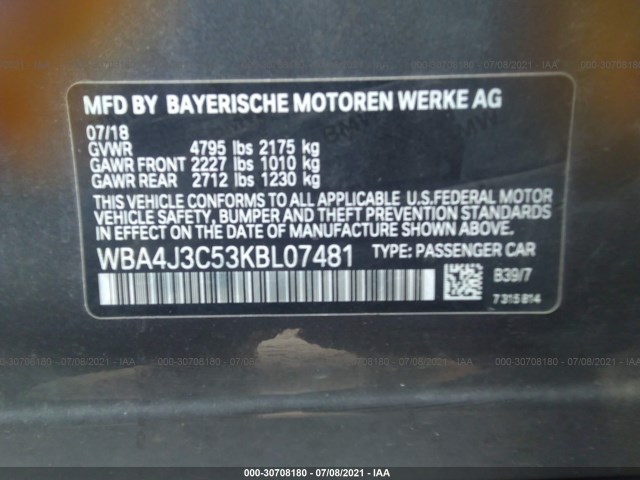 MFD BY BAYERISCHE MOTOREN WERKE AG
07/18
GVWR 4795 lbs 2175 kg
GAWR FRONT 2227 lbs 1010 kg
GAWR REAR 2712 lbs 1230 kg
THIS VEHICLE CONFORMS TO ALL APPLICABLE U.S.FEDERAL MOTOR
VEHICLE SAFETY, BUMPER AND THEFT PREVENTION STANDARDS
IN EFFECT ON THE DATE OF MANUFACTURE SHOWN ABOVE.
WBA4J3C53KBL07481 TYPE: PASSENGER CAR
B39/7
7315814
000-30708180 - 07/08/2021 - IAA